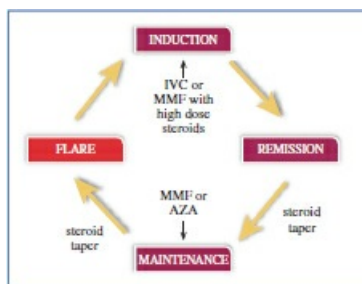 INDUCTION
IVC or
MMF with
high dose
steroids
FLARE
REMISSION
MMF or
AZA
steroid
taper
steroid
taper
MAINTENANCE